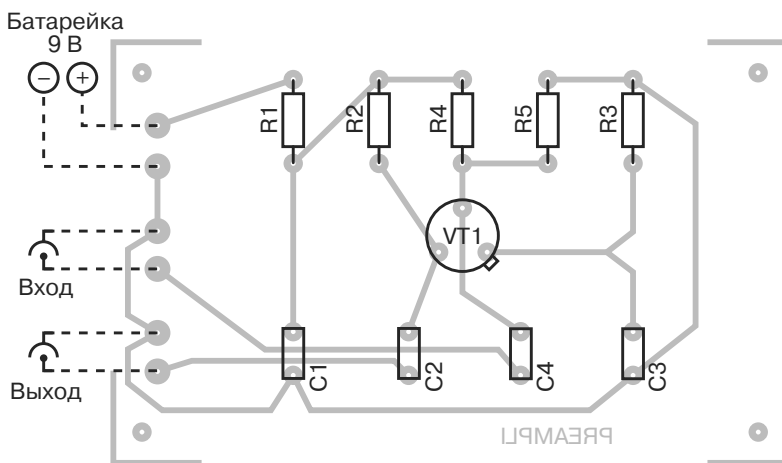 Батарейка
9 В
− +
R1 R2 R4 R5 R3
VT1
Вход
C1 C2 C4 C3
Выход
PREAMPLI